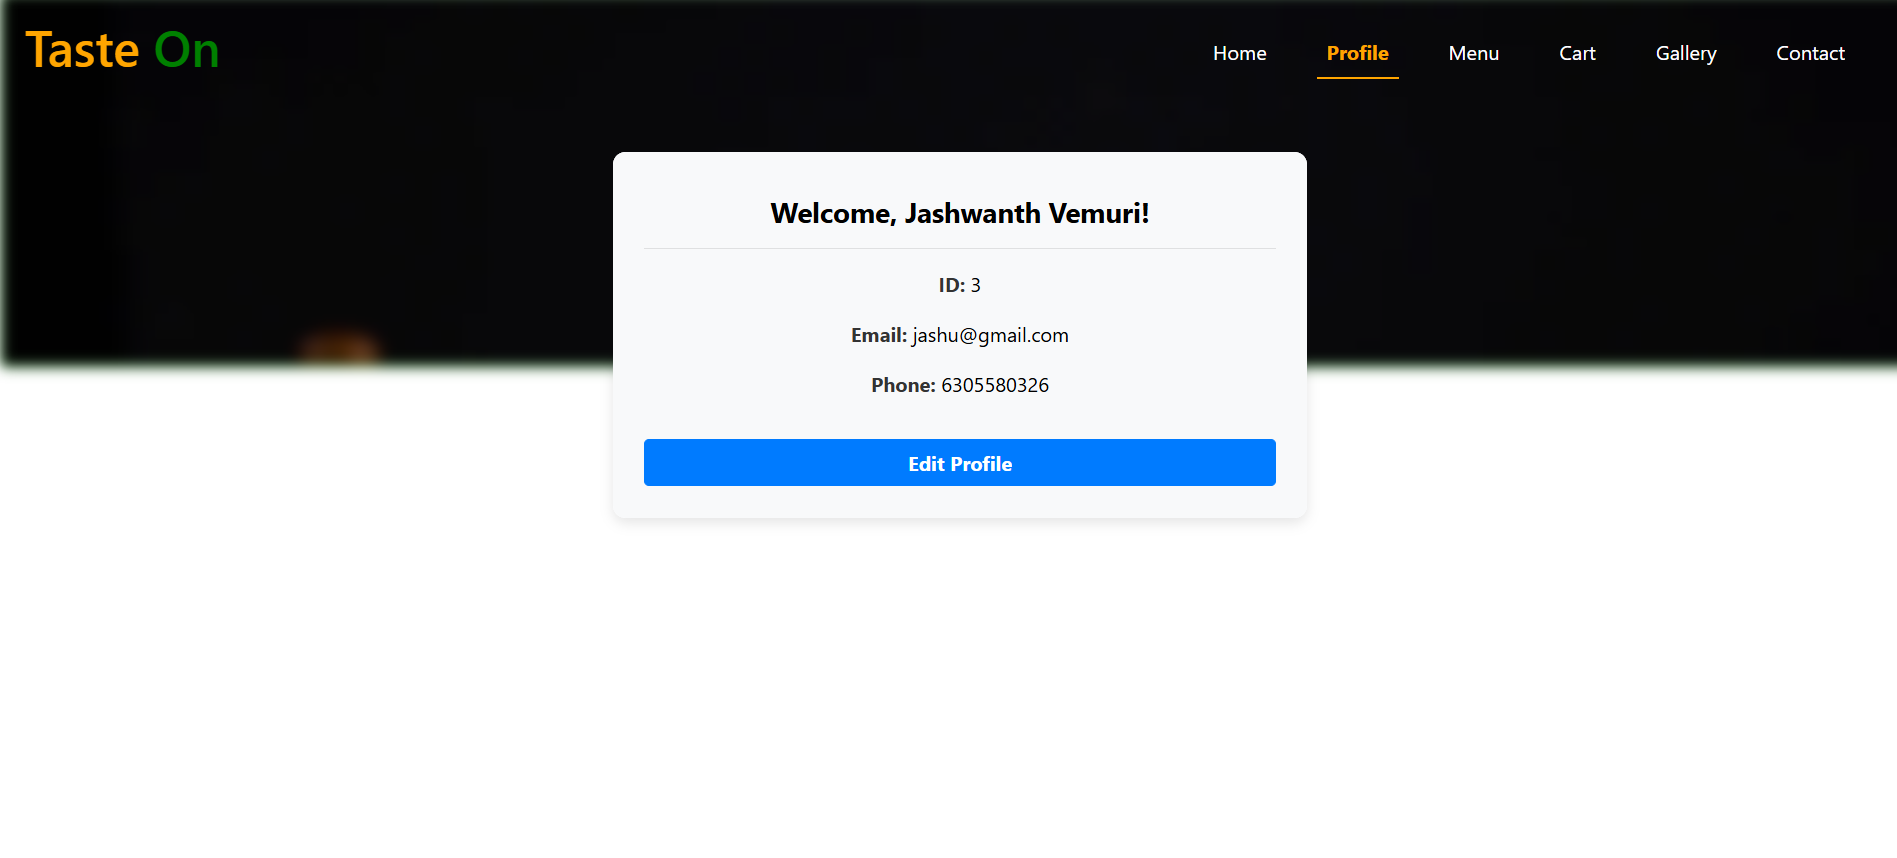 Taste On
Home Profile Menu Cart Gallery Contact
Welcome, Jashwanth Vemuri!
ID: 3
Email: jashu@gmail.com
Phone: 6305580326
Edit Profile